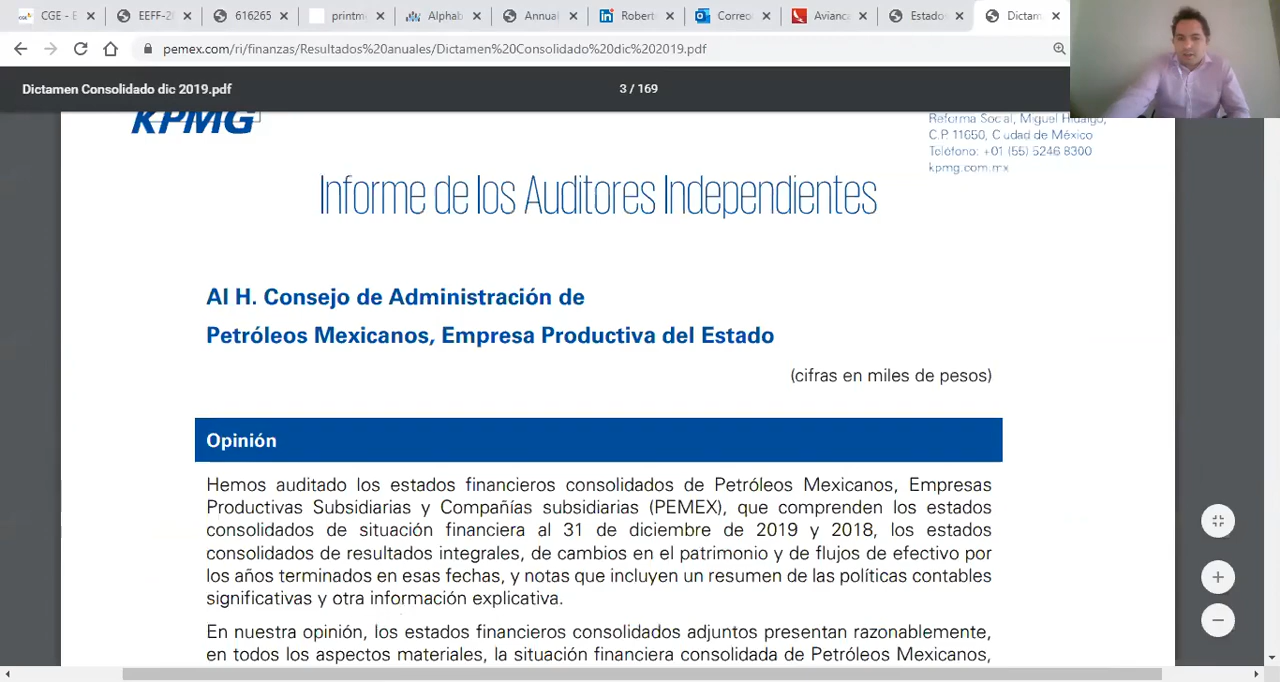 CGE - E
EEFF-2
616265
printm
Alphab
Annual
Robert
Correo
Avianca
Estados
Dictam
pemex.com/ri/finanzas/Resultados%20anuales/Dictamen%20Consolidado%20dic%202019.pdf
Dictamen Consolidado dic 2019.pdf
3 / 169
KPMG
Reforma Social, Miguel Hidalgo,
C.P. 11650, Ciudad de México
Teléfono: +01 (55) 5246 8300
kpmg.com.mx
Informe de los Auditores Independientes
Al H. Consejo de Administración de
Petróleos Mexicanos, Empresa Productiva del Estado
(cifras en miles de pesos)
Opinión
Hemos auditado los estados financieros consolidados de Petróleos Mexicanos, Empresas
Productivas Subsidiarias y Compañías subsidiarias (PEMEX), que comprenden los estados
consolidados de situación financiera al 31 de diciembre de 2019 y 2018, los estados
consolidados de resultados integrales, de cambios en el patrimonio y de flujos de efectivo por
los años terminados en esas fechas, y notas que incluyen un resumen de las políticas contables
significativas y otra información explicativa.
En nuestra opinión, los estados financieros consolidados adjuntos presentan razonablemente,
en todos los aspectos materiales, la situación financiera consolidada de Petróleos Mexicanos,